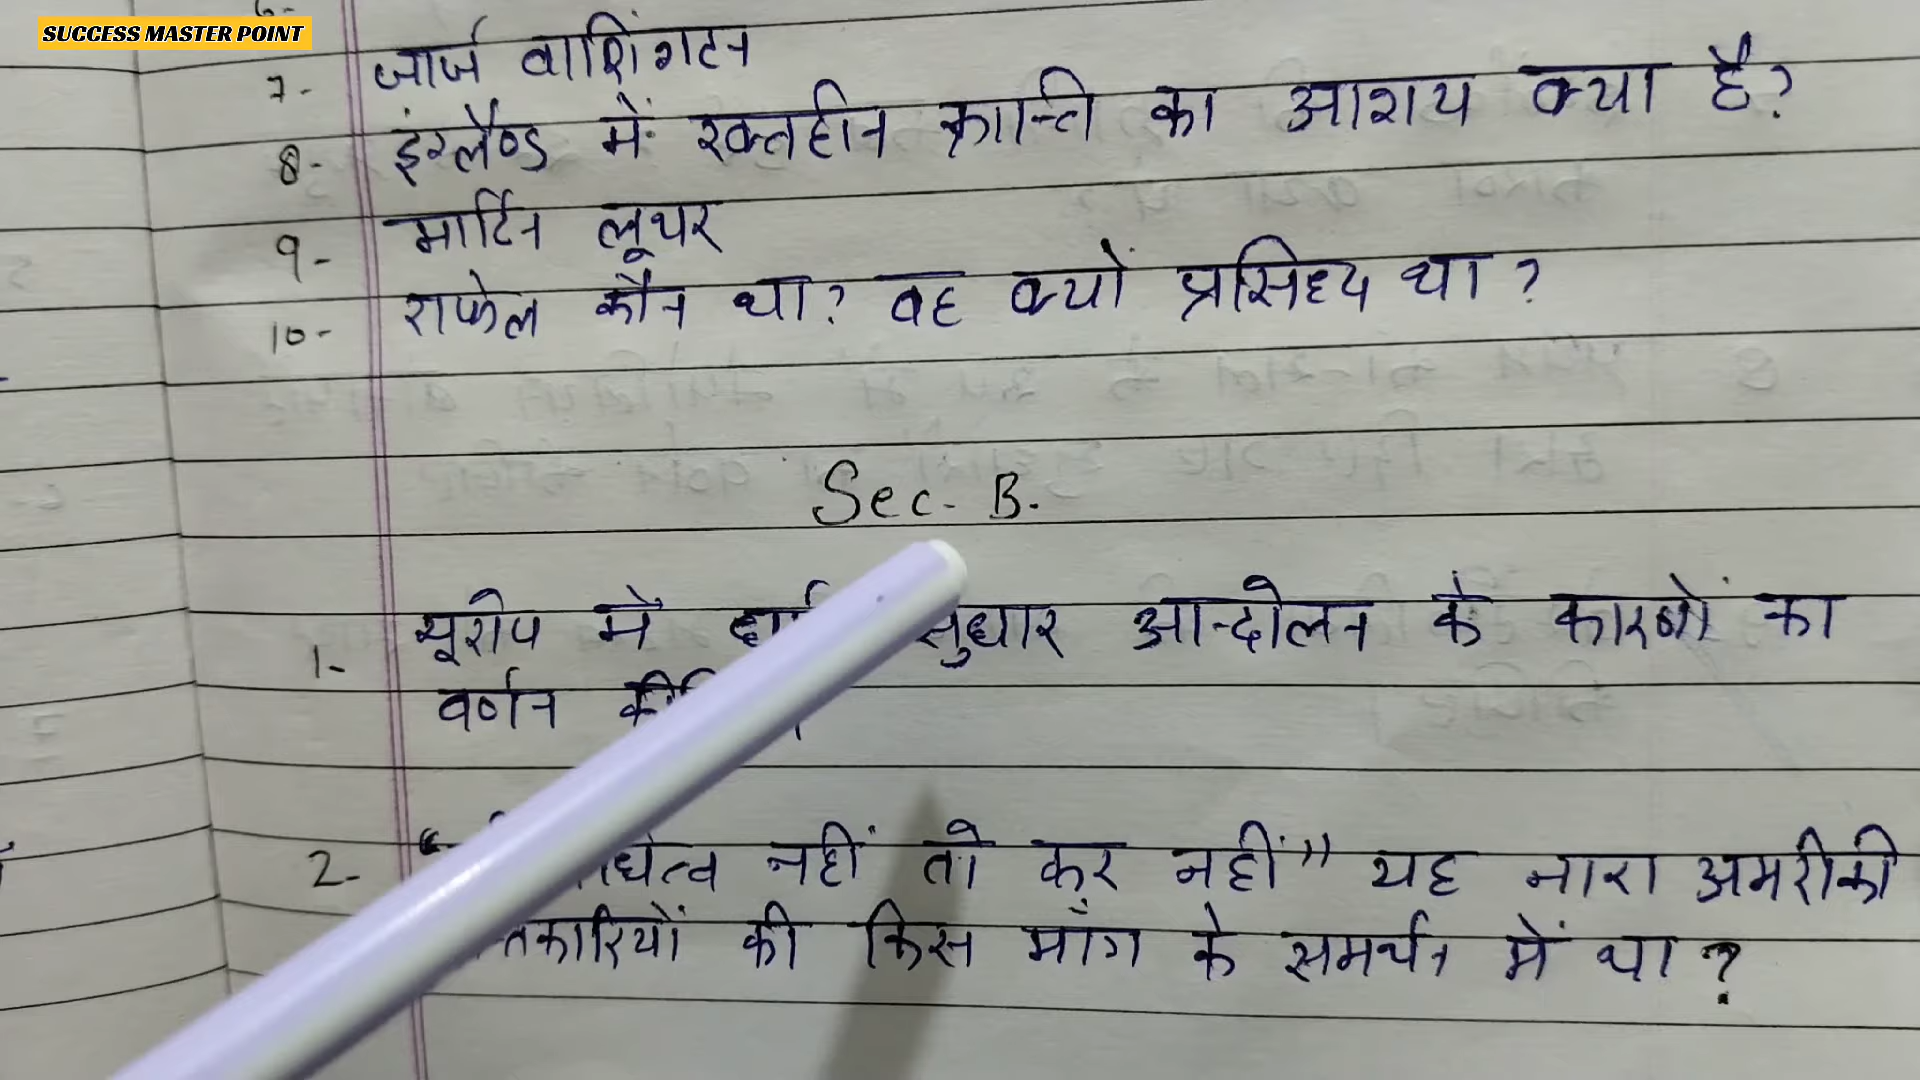 SUCCESS MASTER POINT
7- जार्ज वाशिंगटन
8- इंग्लैण्ड में रक्तहीन क्रान्ति का आशय क्या है?
9- मार्टिन लूथर
10- राफेल कौन था? वह क्यों प्रसिध्द था?
Sec. B.
1- यूरोप में सुधार आन्दोलन के कारणों का
वर्णन
2- नहीं तो कर नहीं" यह नारा अमरीकी
की किस माँग के समर्थन में था?